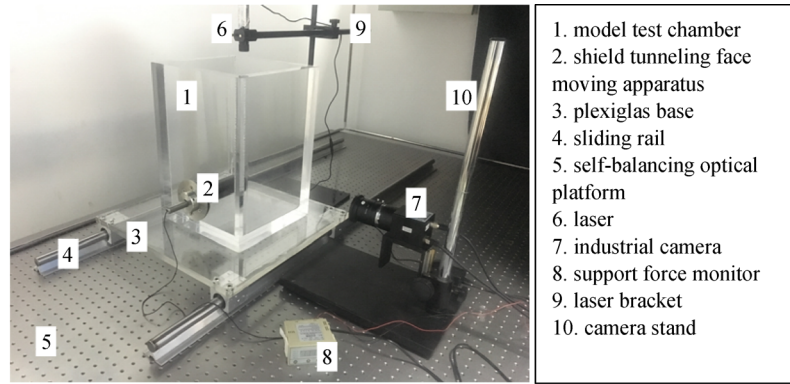 6
9
1
10
2
7
3
4
5
8
1. model test chamber
2. shield tunneling face
moving apparatus
3. plexiglas base
4. sliding rail
5. self-balancing optical
platform
6. laser
7. industrial camera
8. support force monitor
9. laser bracket
10. camera stand